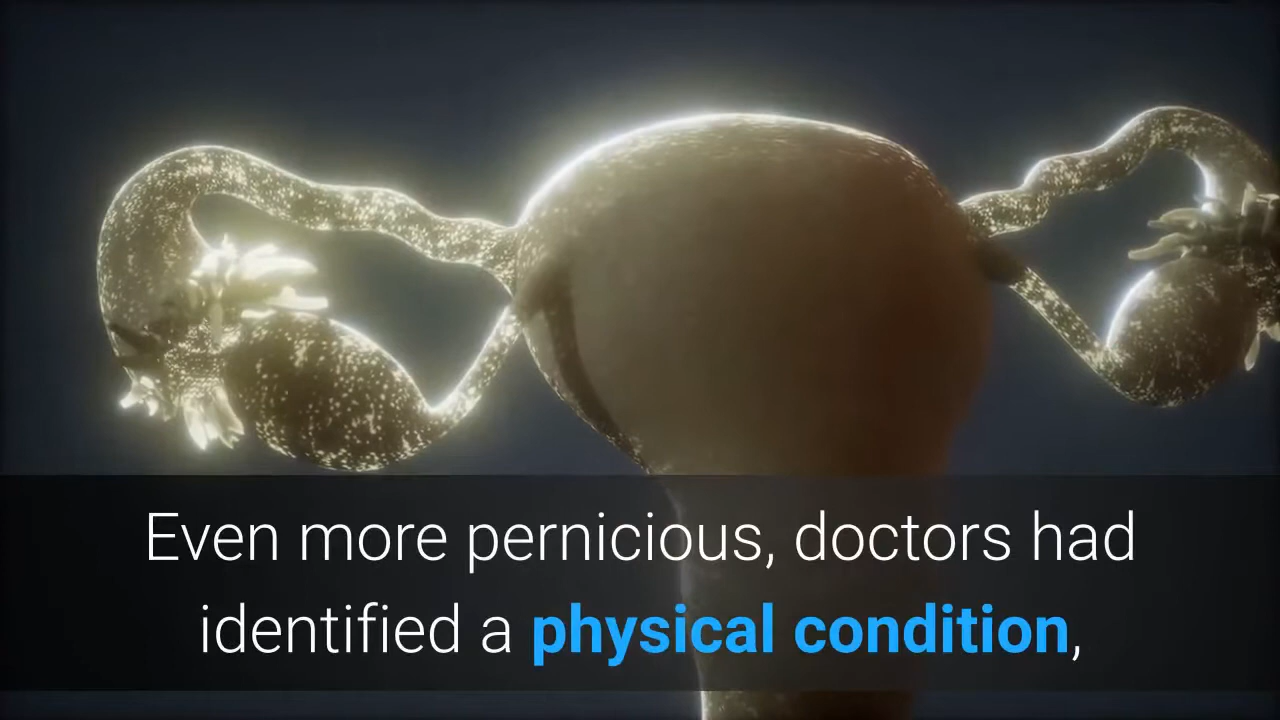 Even more pernicious, doctors had
identified a physical condition,